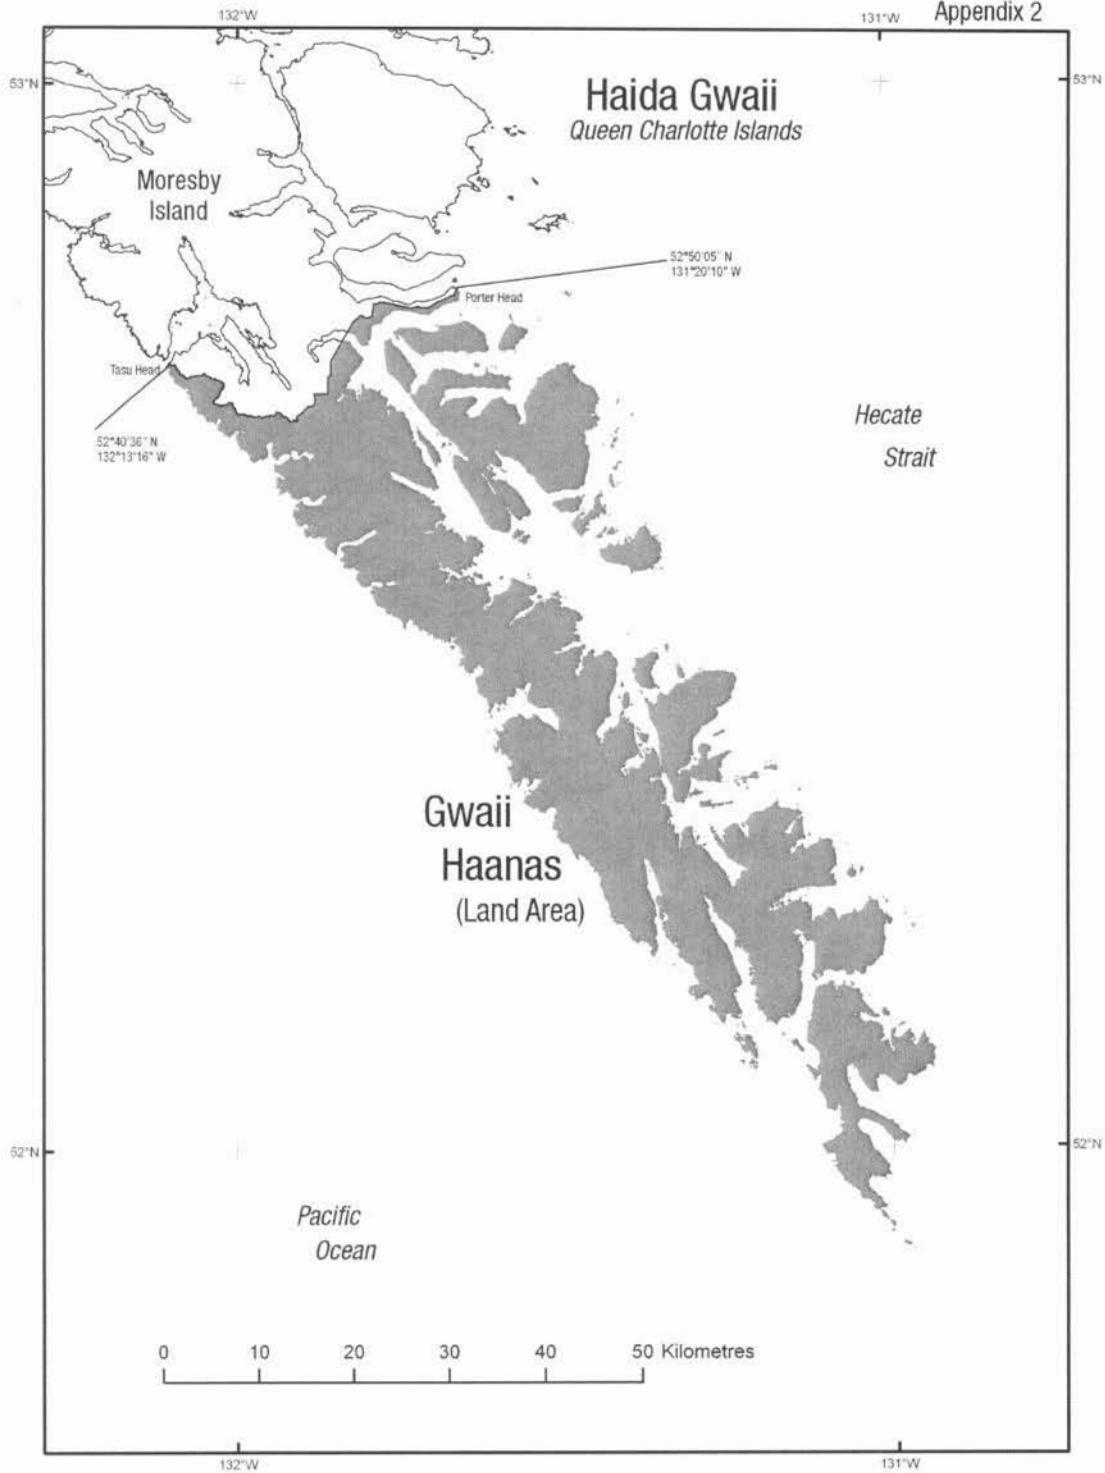 Appendix 2
132°W
131°W
53°N
53°N
Haida Gwaii
Queen Charlotte Islands
Moresby
Island
52°50'05" N
131°20'10" W
Porter Head
Tasu Head
52°40'36" N
132°13'16" W
Hecate
Strait
Gwaii
Haanas
(Land Area)
52°N
52°N
Pacific
Ocean
0 10 20 30 40 50 Kilometres
132°W
131°W